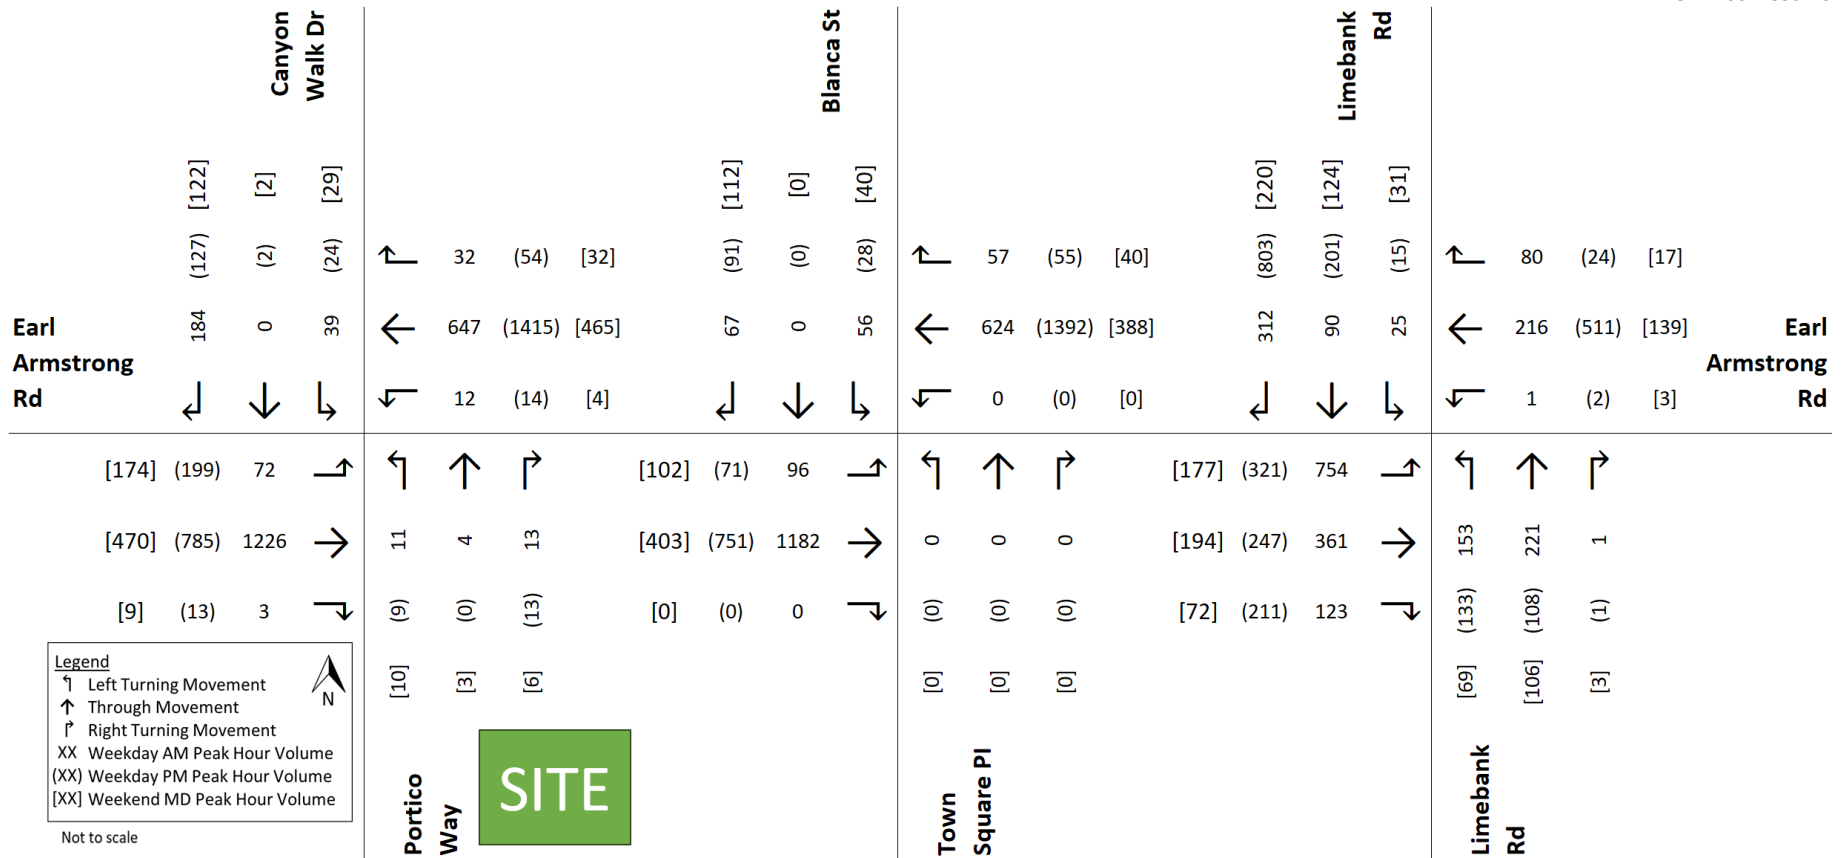 Canyon
Walk Dr
Blanca St
Limebank
Rd
[122] [2] [29]
(127) (2) (24)
184 0 39
32 (54) [32]
647 (1415) [465]
12 (14) [4]
[112] [0] [40]
(91) (0) (28)
67 0 56
57 (55) [40]
624 (1392) [388]
0 (0) [0]
[220] [124] [31]
(803) (201) (15)
312 90 25
80 (24) [17]
216 (511) [139]
1 (2) [3]
Earl
Armstrong
Rd
Earl
Armstrong
Rd
[174] (199) 72
[470] (785) 1226
[9] (13) 3
11 4 13
(9) (0) (13)
[10] [3] [6]
[102] (71) 96
[403] (751) 1182
[0] (0) 0
0 0 0
(0) (0) (0)
[0] [0] [0]
[177] (321) 754
[194] (247) 361
[72] (211) 123
153 221 1
(133) (108) (1)
[69] [106] [3]
Legend
Left Turning Movement
Through Movement
Right Turning Movement
XX Weekday AM Peak Hour Volume
(XX) Weekday PM Peak Hour Volume
[XX] Weekend MD Peak Hour Volume
N
Not to scale
Portico
Way
SITE
Town
Square Pl
Limebank
Rd